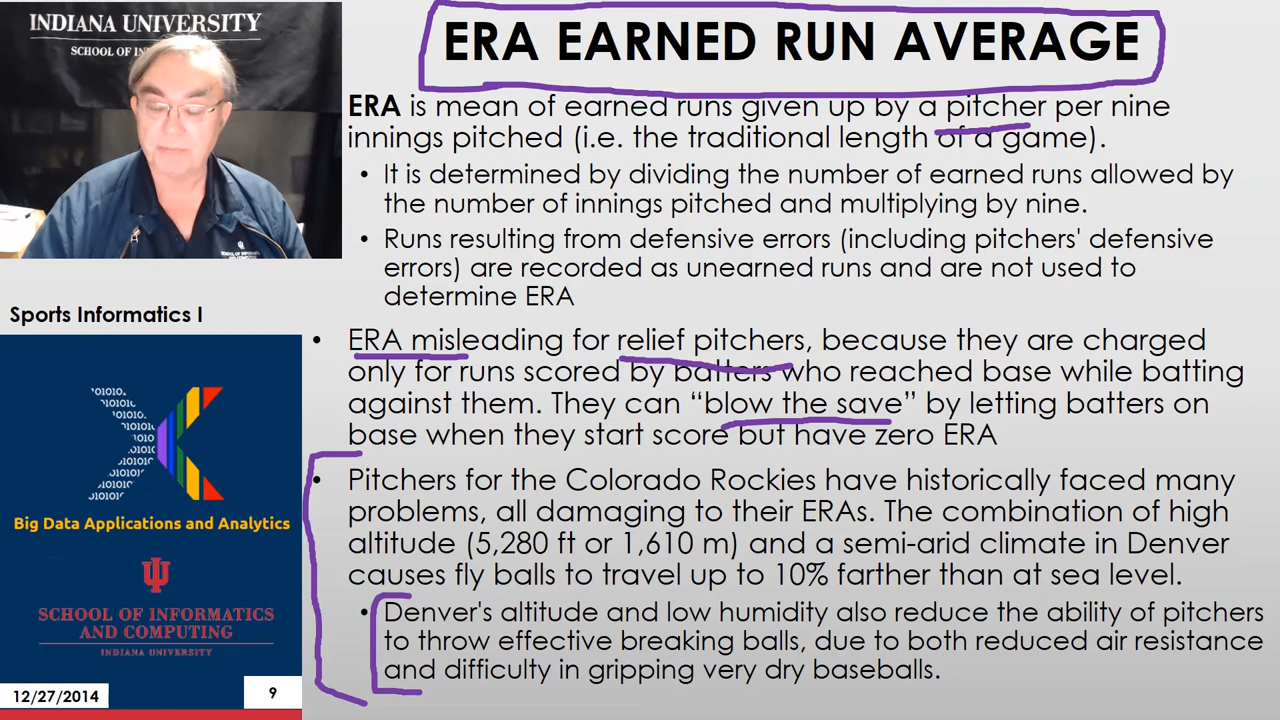 INDIANA UNIVERSITY
SCHOOL OF IN
ERA EARNED RUN AVERAGE
ERA is mean of earned runs given up by a pitcher per nine
innings pitched (i.e. the traditional length of a game).
• It is determined by dividing the number of earned runs allowed by
the number of innings pitched and multiplying by nine.
• Runs resulting from defensive errors (including pitchers' defensive
errors) are recorded as unearned runs and are not used to
determine ERA
• ERA misleading for relief pitchers, because they are charged
only for runs scored by batters who reached base while batting
against them. They can “blow the save” by letting batters on
base when they start score but have zero ERA
• Pitchers for the Colorado Rockies have historically faced many
problems, all damaging to their ERAs. The combination of high
altitude (5,280 ft or 1,610 m) and a semi-arid climate in Denver
causes fly balls to travel up to 10% farther than at sea level.
• Denver's altitude and low humidity also reduce the ability of pitchers
to throw effective breaking balls, due to both reduced air resistance
and difficulty in gripping very dry baseballs.
Sports Informatics I
Big Data Applications and Analytics
SCHOOL OF INFORMATICS
AND COMPUTING
INDIANA UNIVERSITY
12/27/2014
9